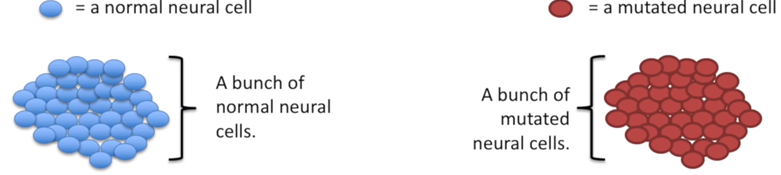 = a normal neural cell
= a mutated neural cell
A bunch of
normal neural
cells.
A bunch of
mutated
neural cells.